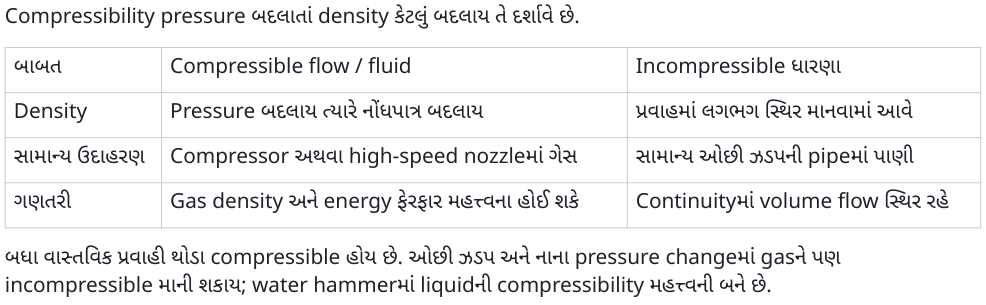 Compressibility pressure બદલાતાં density કેટલું બદલાય તે દર્શાવે છે.
બાબત Compressible flow / fluid Incompressible ધારણા
Density Pressure બદલાય ત્યારે નોંધપાત્ર બદલાય પ્રવાહમાં લગભગ સ્થિર માનવામાં આવે
સામાન્ય ઉદાહરણ Compressor અથવા high-speed nozzleમાં ગેસ સામાન્ય ઓછી ઝડપની pipeમાં પાણી
ગણતરી Gas density અને energy ફેરફાર મહત્ત્વના હોઈ શકે Continuityમાં volume flow સ્થિર રહે
બધા વાસ્તવિક પ્રવાહી થોડા compressible હોય છે. ઓછી ઝડપ અને નાના pressure changeમાં gasને પણ
incompressible માની શકાય; water hammerમાં liquidની compressibility મહત્ત્વની બને છે.